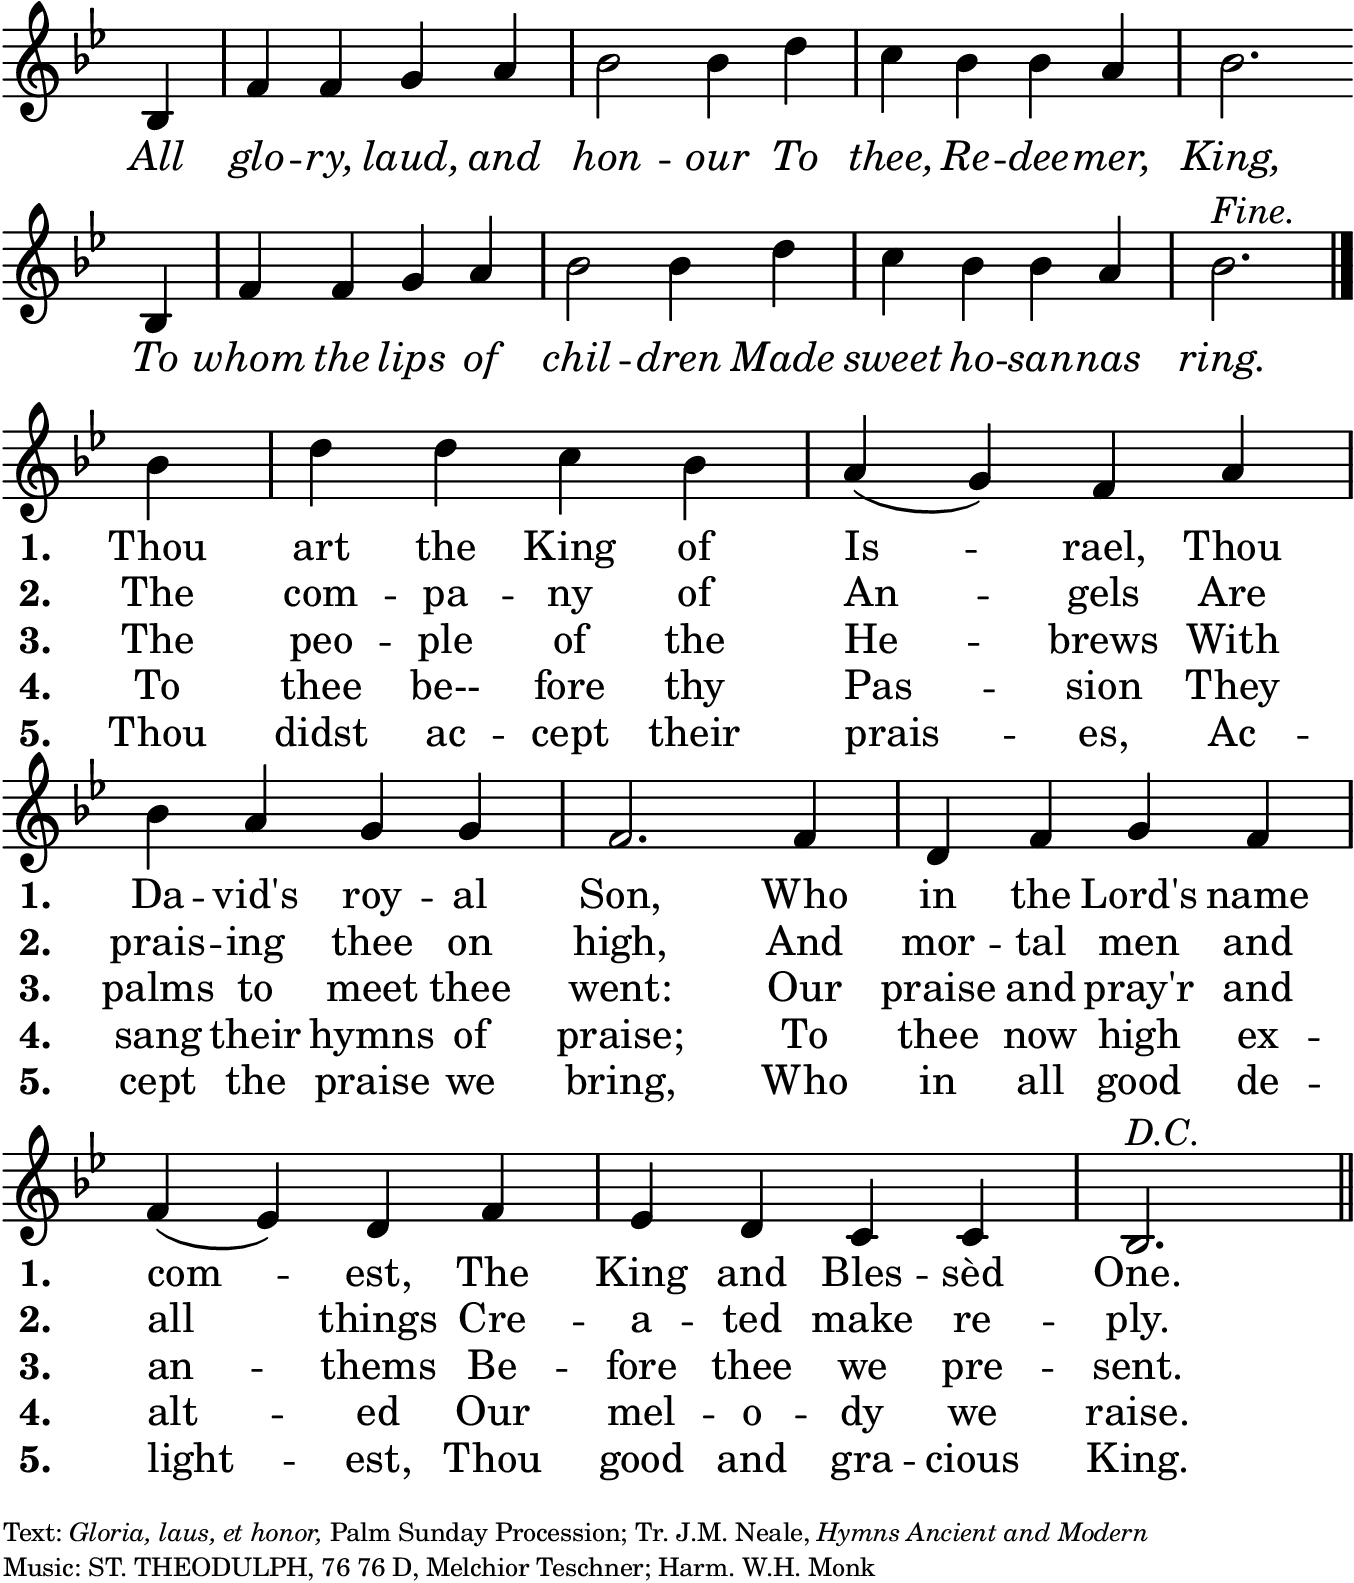 All glo -- ry, laud, and hon -- our To thee, Re -- dee -- mer, King,
Fine.
To whom the lips of chil -- dren Made sweet ho -- san -- nas ring.
1. Thou art the King of Is -- rael, Thou
2. The com -- pa -- ny of An -- gels Are
3. The peo -- ple of the He -- brews With
4. To thee be-- fore thy Pas -- sion They
5. Thou didst ac -- cept their prais -- es, Ac --
1. Da -- vid's roy -- al Son, Who in the Lord's name
2. prais -- ing thee on high, And mor -- tal men and
3. palms to meet thee went: Our praise and pray'r and
4. sang their hymns of praise; To thee now high ex --
5. cept the praise we bring, Who in all good de --
D.C.
1. com -- est, The King and Bles -- sèd One.
2. all things Cre -- a -- ted make re -- ply.
3. an -- thems Be -- fore thee we pre -- sent.
4. alt -- ed Our mel -- o -- dy we raise.
5. light -- est, Thou good and gra -- cious King.
Text: Gloria, laus, et honor, Palm Sunday Procession; Tr. J.M. Neale, Hymns Ancient and Modern
Music: ST. THEODULPH, 76 76 D, Melchior Teschner; Harm. W.H. Monk